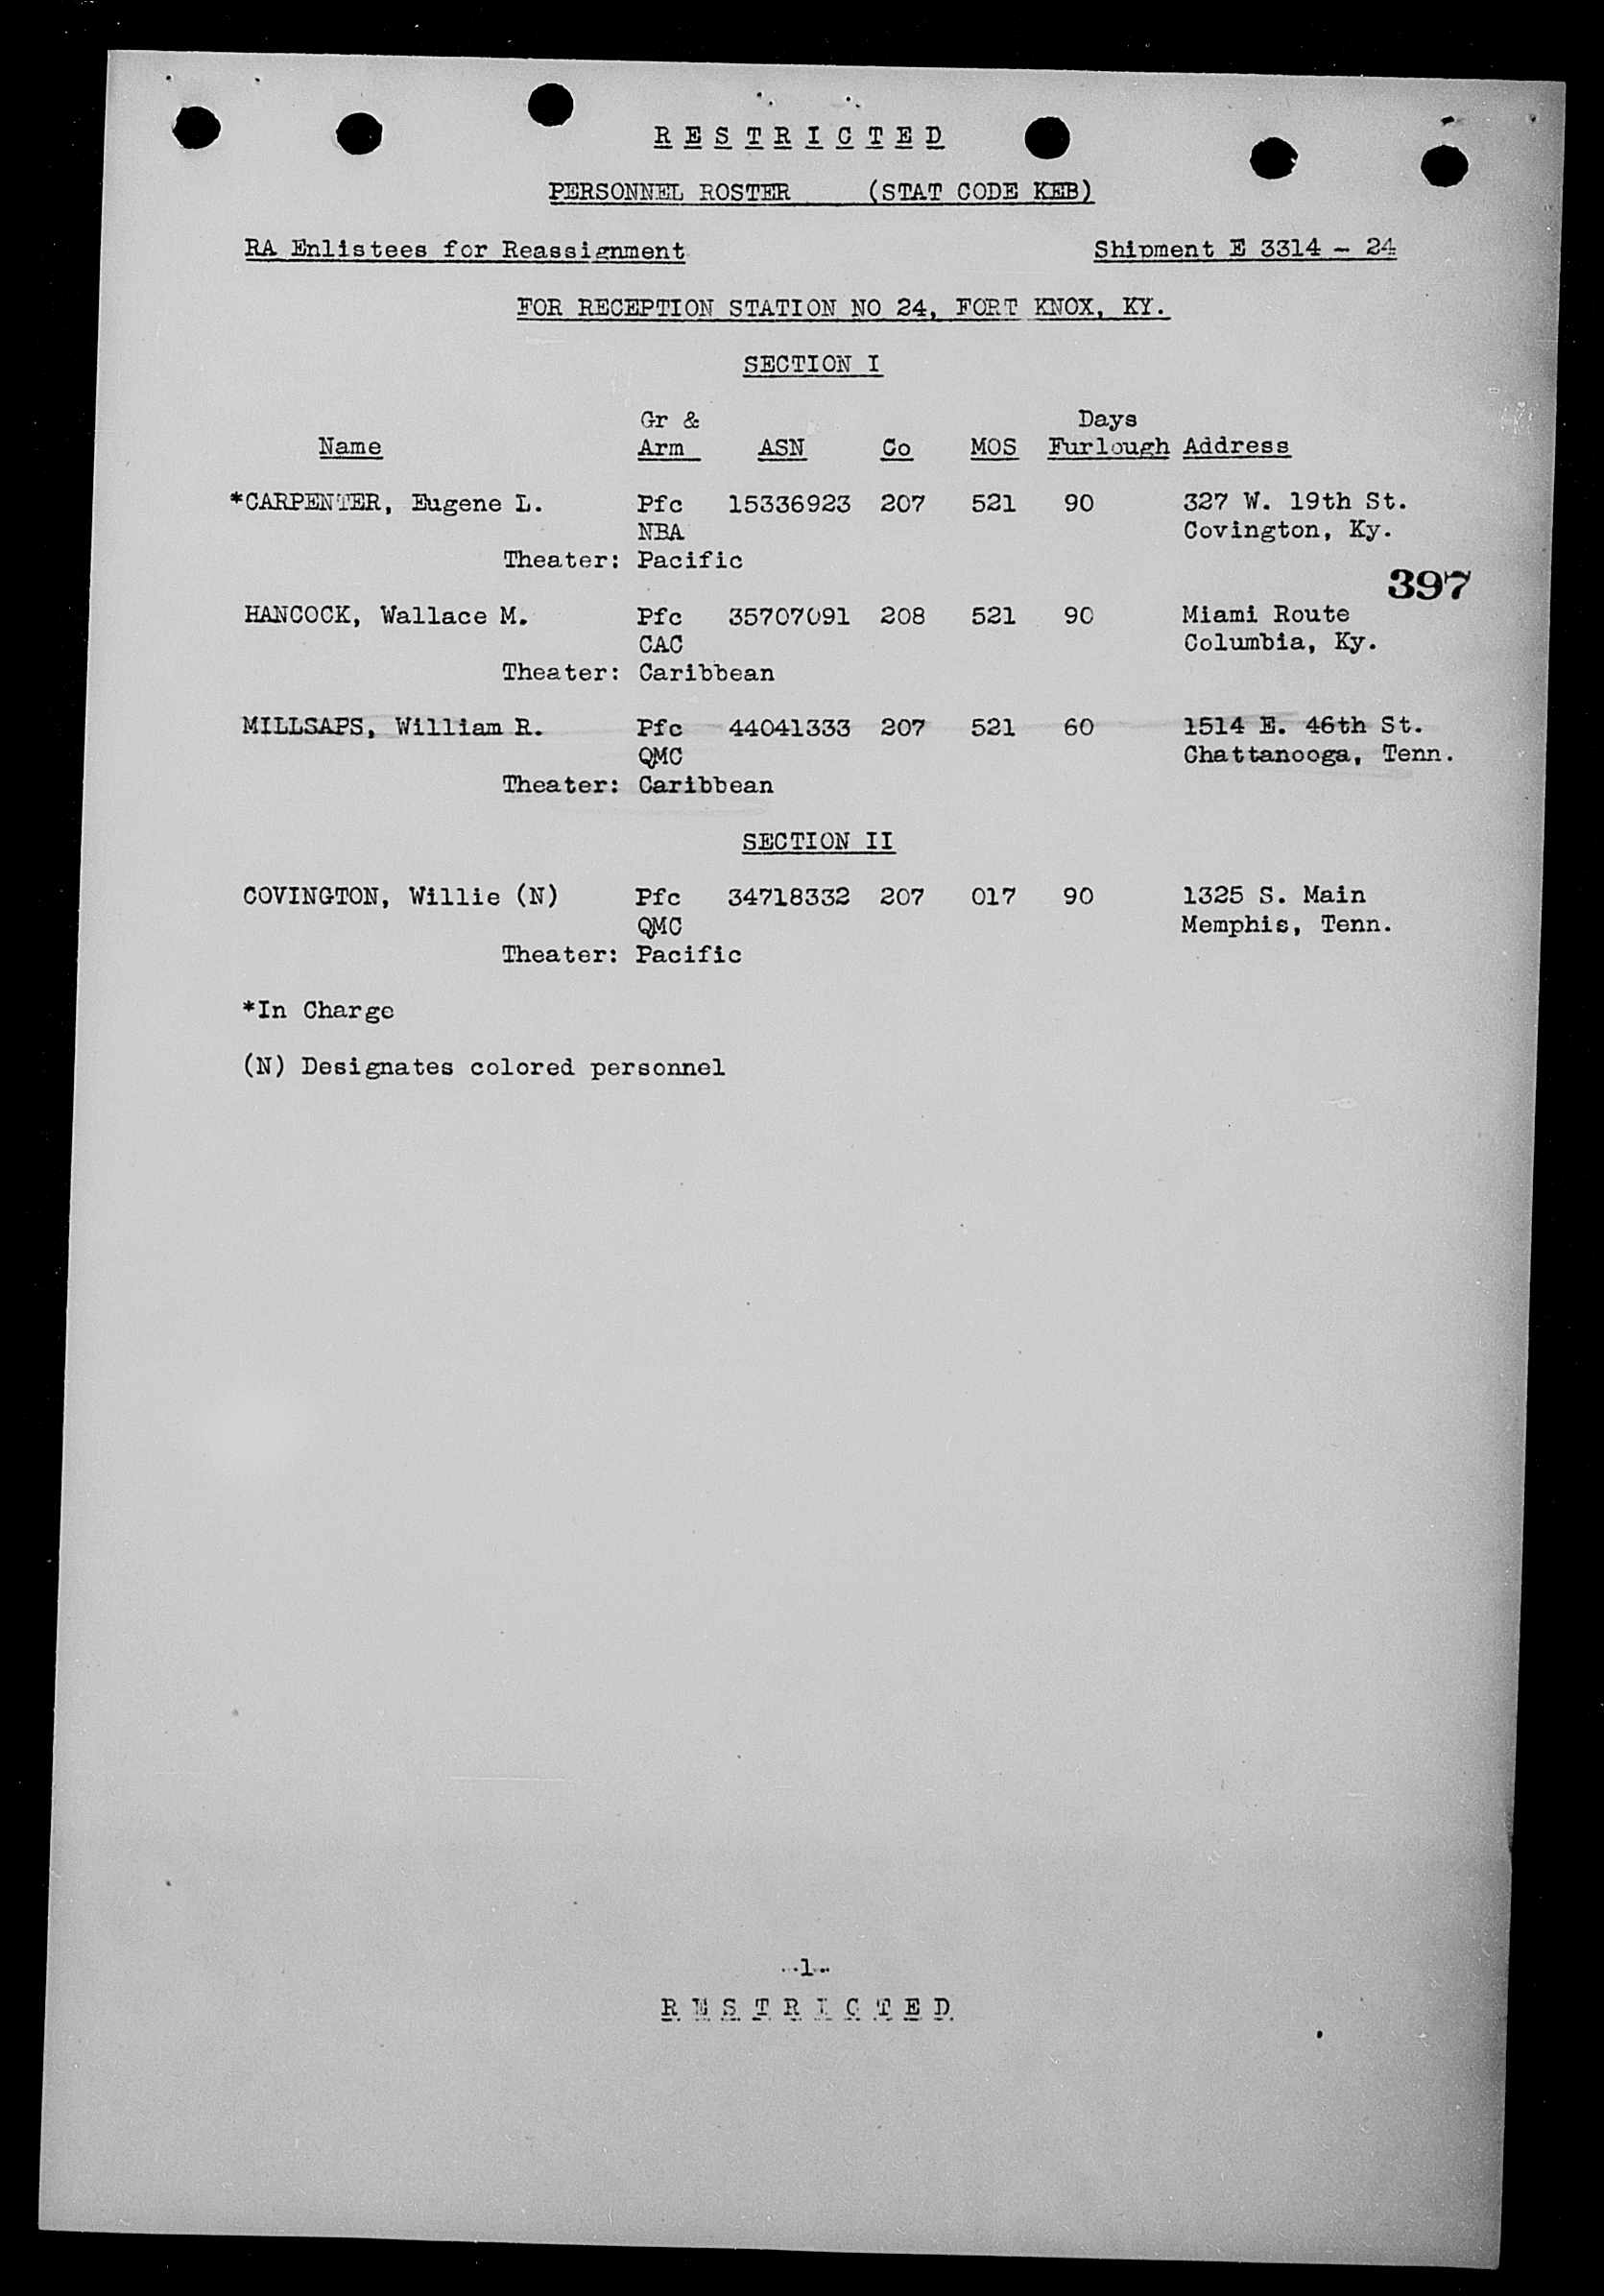 RESTRICTED
PERSONNEL ROSTER (STAT CODE KEB)
RA Enlistees for Reassignment Shipment E 3314 - 24
FOR RECEPTION STATION NO 24, FORT KNOX, KY.
SECTION I
Gr & Days
Name Arm ASN Co MOS Furlough Address
*CARPENTER, Eugene L. Pfc 15336923 207 521 90 327 W. 19th St.
NBA Covington, Ky.
Theater: Pacific
397
HANCOCK, Wallace M. Pfc 35707091 208 521 90 Miami Route
CAC Columbia, Ky.
Theater: Caribbean
MILLSAPS, William R. Pfc 44041333 207 521 60 1514 E. 46th St.
QMC Chattanooga, Tenn.
Theater: Caribbean
SECTION II
COVINGTON, Willie (N) Pfc 34718332 207 017 90 1325 S. Main
QMC Memphis, Tenn.
Theater: Pacific
*In Charge
(N) Designates colored personnel
-1-
RESTRICTED